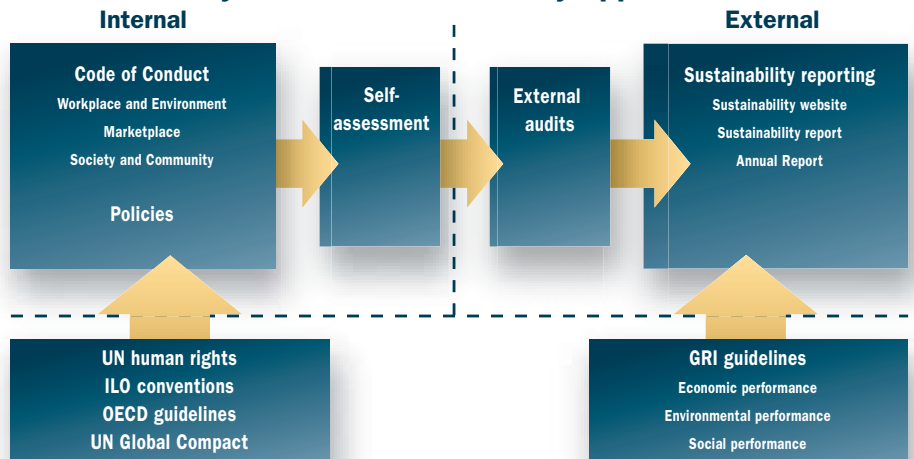 Internal
External
Code of Conduct
Workplace and Environment
Marketplace
Society and Community
Policies
Self-
assessment
External
audits
Sustainability reporting
Sustainability website
Sustainability report
Annual Report
UN human rights
ILO conventions
OECD guidelines
UN Global Compact
GRI guidelines
Economic performance
Environmental performance
Social performance